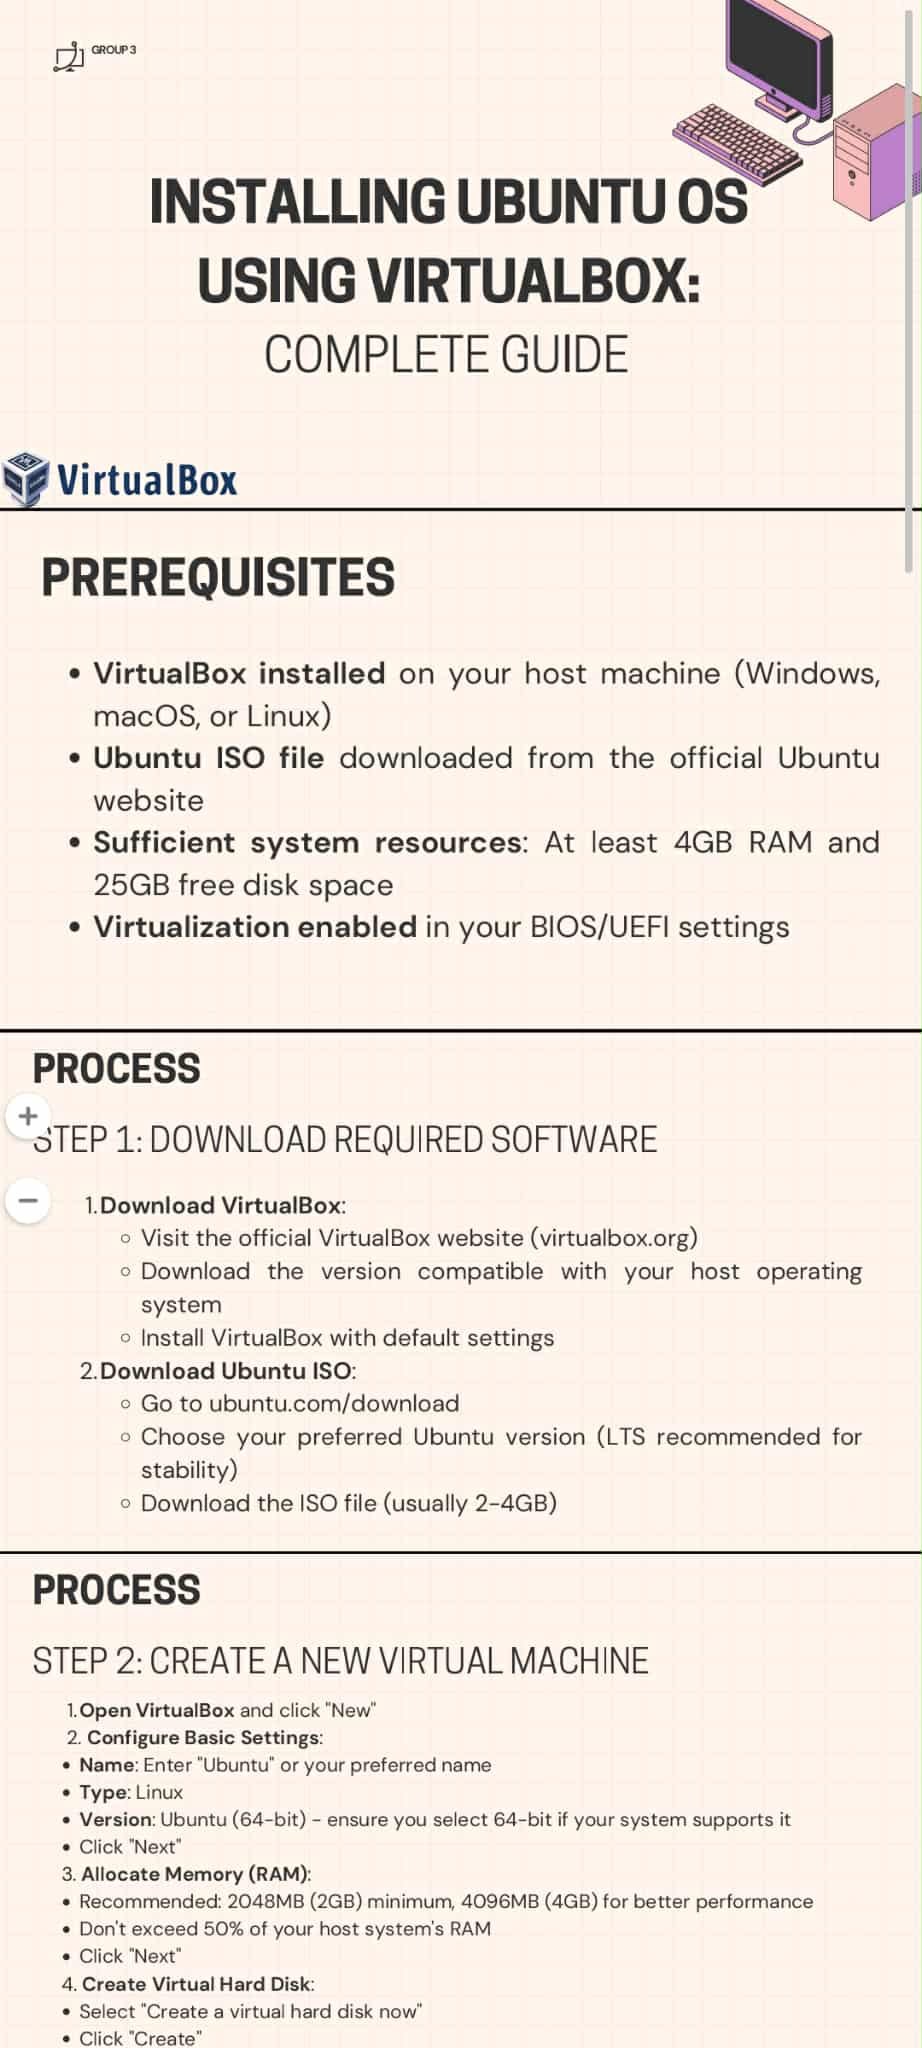 GROUP 3
INSTALLING UBUNTU OS
USING VIRTUALBOX:
COMPLETE GUIDE
VirtualBox
PREREQUISITES
• VirtualBox installed on your host machine (Windows,
macOS, or Linux)
• Ubuntu ISO file downloaded from the official Ubuntu
website
• Sufficient system resources: At least 4GB RAM and
25GB free disk space
• Virtualization enabled in your BIOS/UEFI settings
PROCESS
STEP 1: DOWNLOAD REQUIRED SOFTWARE
1. Download VirtualBox:
○ Visit the official VirtualBox website (virtualbox.org)
○ Download the version compatible with your host operating
system
○ Install VirtualBox with default settings
2. Download Ubuntu ISO:
○ Go to ubuntu.com/download
○ Choose your preferred Ubuntu version (LTS recommended for
stability)
○ Download the ISO file (usually 2-4GB)
PROCESS
STEP 2: CREATE A NEW VIRTUAL MACHINE
1. Open VirtualBox and click "New"
2. Configure Basic Settings:
• Name: Enter "Ubuntu" or your preferred name
• Type: Linux
• Version: Ubuntu (64-bit) - ensure you select 64-bit if your system supports it
• Click "Next"
3. Allocate Memory (RAM):
• Recommended: 2048MB (2GB) minimum, 4096MB (4GB) for better performance
• Don't exceed 50% of your host system's RAM
• Click "Next"
4. Create Virtual Hard Disk:
• Select "Create a virtual hard disk now"
• Click "Create"